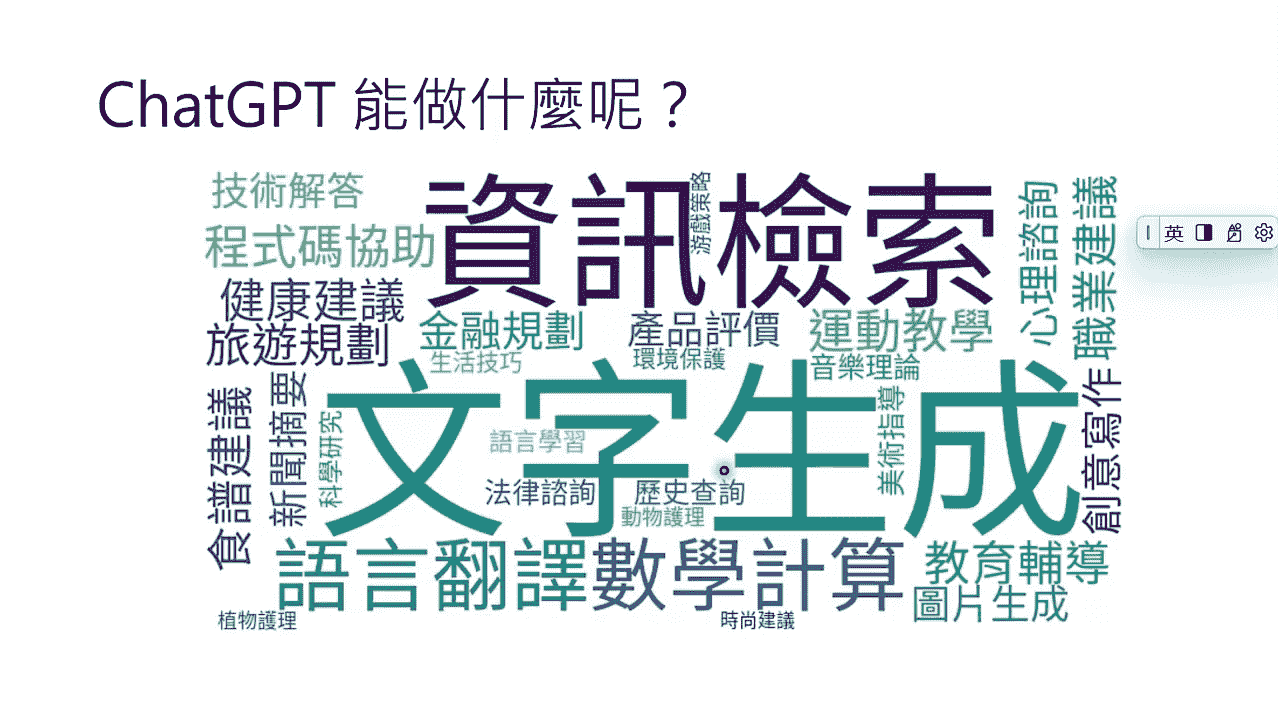 ChatGPT 能做什麼呢？
技術解答
資訊檢索
游戲策略
心理諮詢
職業建議
程式碼協助
英
健康建議
旅遊規劃
金融規劃
產品評價
運動教學
生活技巧
環境保護
音樂理論
食譜建議
新聞摘要
科學研究
文字生成
語言學習
美術指導
創意寫作
法律諮詢
歷史查詢
動物護理
語言翻譯
數學計算
教育輔導
圖片生成
植物護理
時尚建議